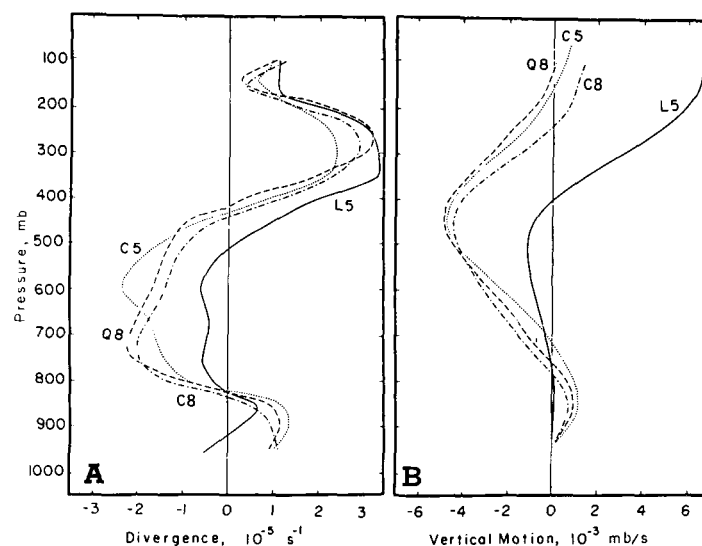 Pressure, mb
100
200
300
400
500
600
700
800
900
1000
C5
Q8
C8
L5
A
-3
-2
-1
0
1
2
3
Divergence, 10⁻⁵ s⁻¹
C5
Q8
C8
L5
B
-6
-4
-2
0
2
4
6
Vertical Motion, 10⁻³ mb/s